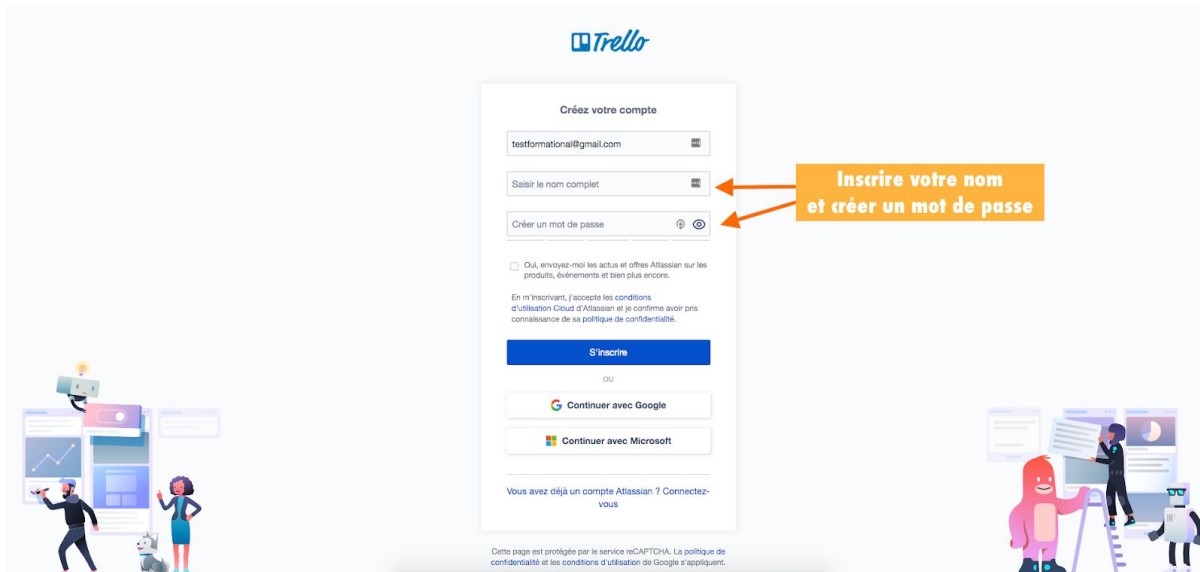 Trello
Créez votre compte
testformational@gmail.com
Saisir le nom complet
Inscrire votre nom
et créer un mot de passe
Créer un mot de passe
Oui, envoyez-moi les actus et offres Atlassian sur les
produits, évènements et bien plus encore.
En m'inscrivant, j'accepte les conditions
d'utilisation Cloud d'Atlassian et je confirme avoir pris
connaissance de sa politique de confidentialité.
S'inscrire
OU
Continuer avec Google
Continuer avec Microsoft
Vous avez déjà un compte Atlassian ? Connectez-
vous
Cette page est protégée par le service reCAPTCHA. La politique de
confidentialité et les conditions d'utilisation de Google s'appliquent.